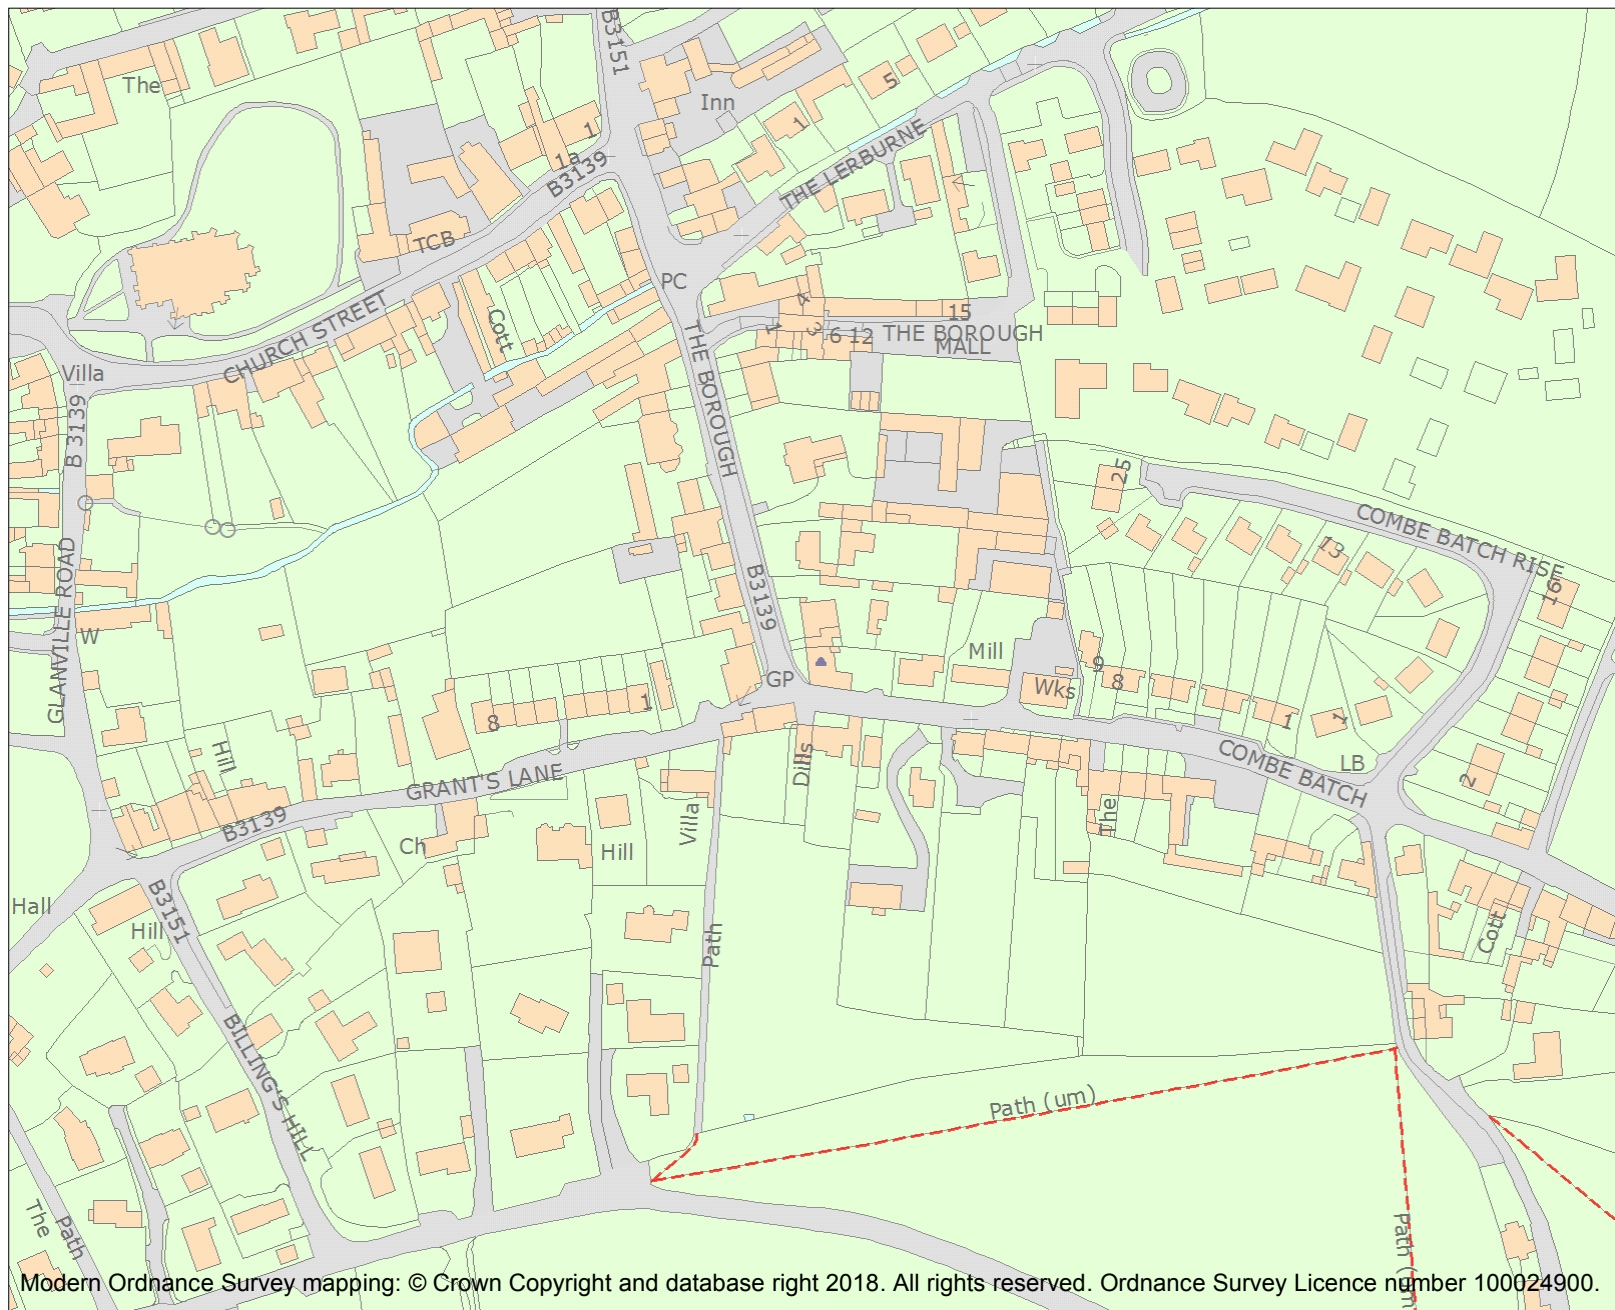 B3151
The
Inn
5
1
1
1a
B3139
THE LERBURNE
TCB
PC
CHURCH STREET
Cott
4
15
1
3
6 12
THE BOROUGH
MALL
THE BOROUGH
Villa
B 3139
25
COMBE BATCH RISE
13
16
GLANVILLE ROAD
B3139
W
Mill
9
8
Wks
GP
8
1
1
1
LB
COMBE BATCH
2
Hill
Dills
GRANT'S LANE
B3139
Villa
The
Ch
Hill
Hall
B3151
Hill
Path
Cott
BILLING'S HILL
Path (um)
The
Path
Path (um)
Modern Ordnance Survey mapping: © Crown Copyright and database right 2018. All rights reserved. Ordnance Survey Licence number 100024900.